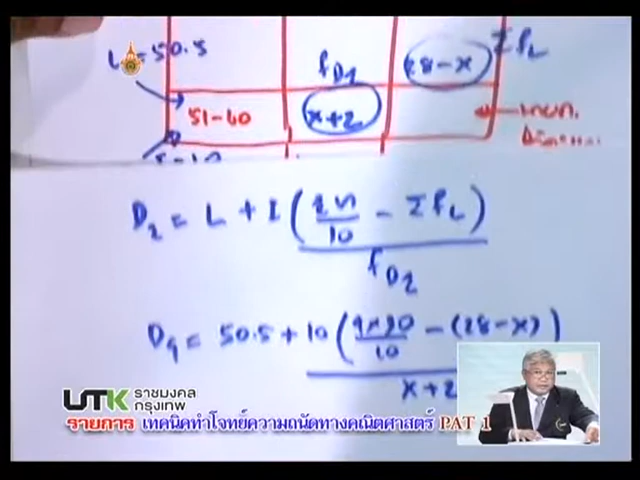 L = 50.5
f_D₂
28-x
Σf_L
51-60
x+2
D₂ = L + I (2N/10 - Σf_L) / f_D₂
D₉ = 50.5 + 10 (9×30/10 - (28-x)) / x+2
UTK ราชมงคล
กรุงเทพ
รายการ เทคนิคทำโจทย์ความถนัดทางคณิตศาสตร์ PAT 1